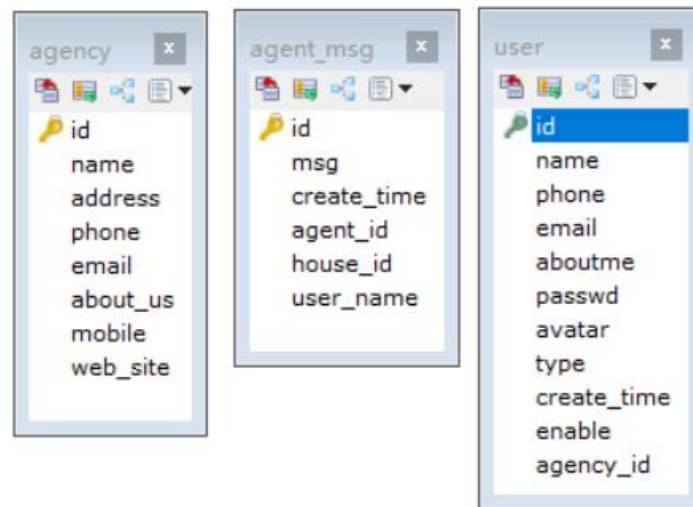 agency
id
name
address
phone
email
about_us
mobile
web_site
agent_msg
id
msg
create_time
agent_id
house_id
user_name
user
id
name
phone
email
aboutme
passwd
avatar
type
create_time
enable
agency_id